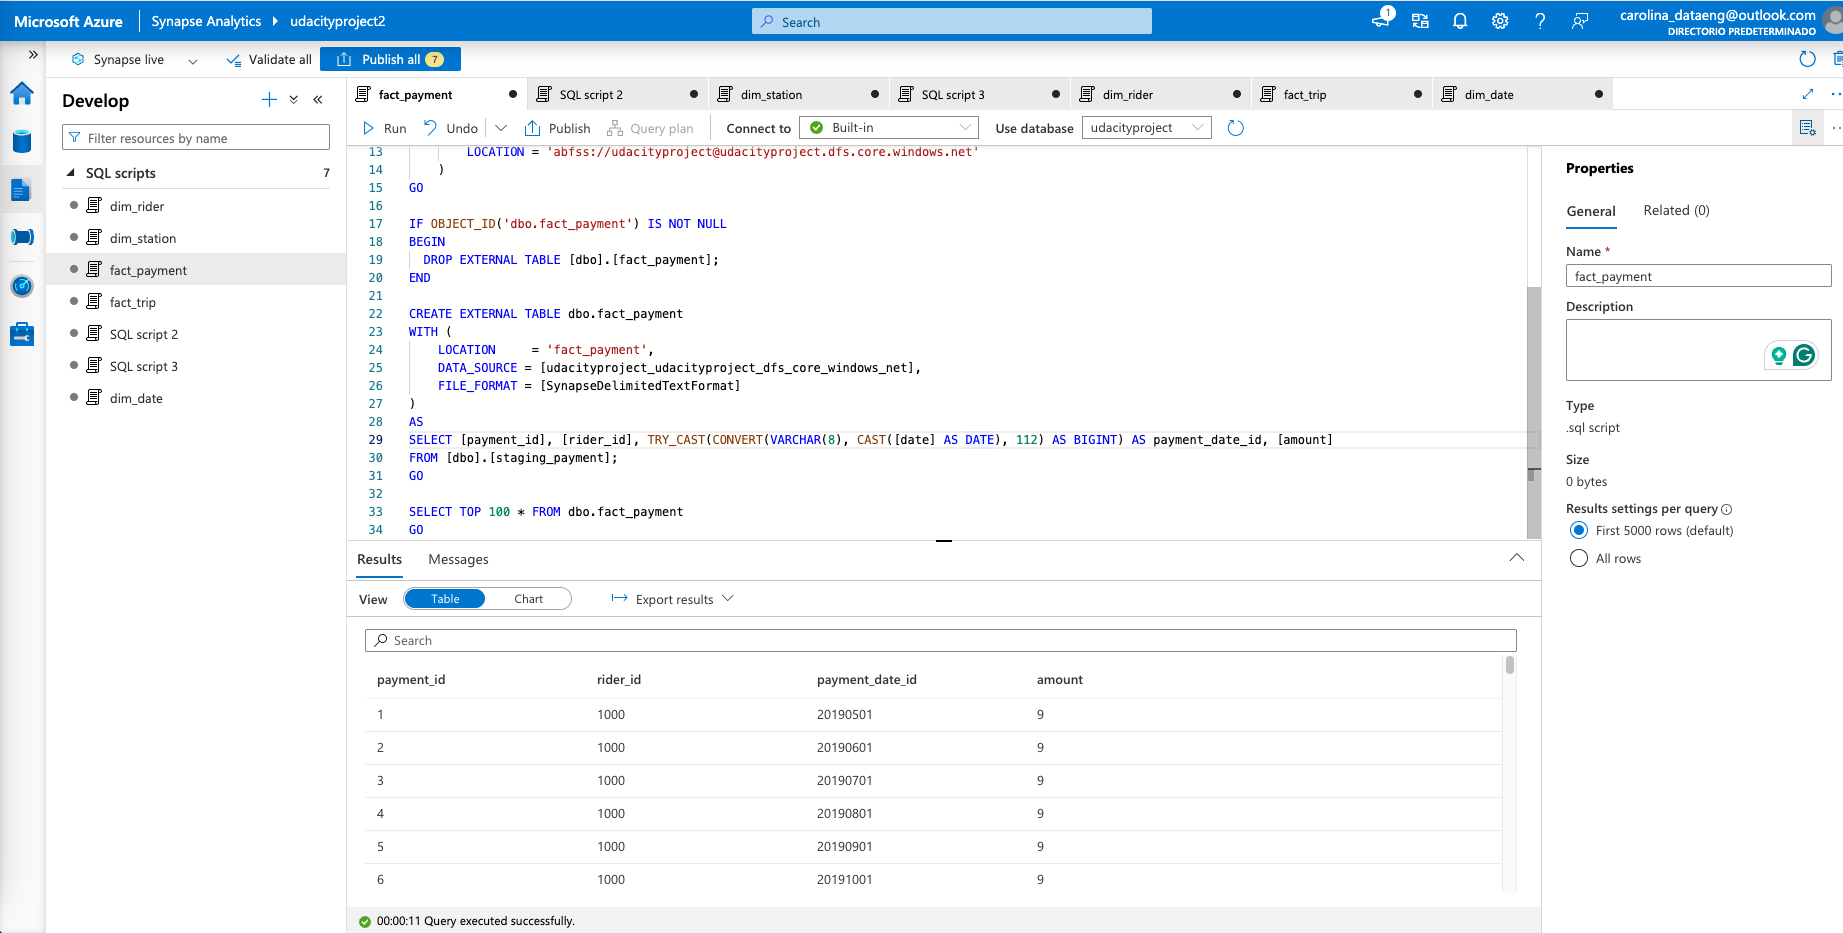 Microsoft Azure Synapse Analytics udacityproject2 Search 1 ? carolina_dataeng@outlook.com
DIRECTORIO PREDETERMINADO
Synapse live Validate all Publish all 7
Develop
Filter resources by name
SQL scripts 7
dim_rider
dim_station
fact_payment
fact_trip
SQL script 2
SQL script 3
dim_date
fact_payment SQL script 2 dim_station SQL script 3 dim_rider fact_trip dim_date
Run Undo Publish Query plan Connect to Built-in Use database udacityproject
13 LOCATION = 'abfss://udacityproject@udacityproject.dfs.core.windows.net'
14 )
15 GO
16
17 IF OBJECT_ID('dbo.fact_payment') IS NOT NULL
18 BEGIN
19 DROP EXTERNAL TABLE [dbo].[fact_payment];
20 END
21
22 CREATE EXTERNAL TABLE dbo.fact_payment
23 WITH (
24 LOCATION = 'fact_payment',
25 DATA_SOURCE = [udacityproject_udacityproject_dfs_core_windows_net],
26 FILE_FORMAT = [SynapseDelimitedTextFormat]
27 )
28 AS
29 SELECT [payment_id], [rider_id], TRY_CAST(CONVERT(VARCHAR(8), CAST([date] AS DATE), 112) AS BIGINT) AS payment_date_id, [amount]
30 FROM [dbo].[staging_payment];
31 GO
32
33 SELECT TOP 100 * FROM dbo.fact_payment
34 GO
Results Messages
View Table Chart Export results
Search
payment_id rider_id payment_date_id amount
1 1000 20190501 9
2 1000 20190601 9
3 1000 20190701 9
4 1000 20190801 9
5 1000 20190901 9
6 1000 20191001 9
00:00:11 Query executed successfully.
Properties
General Related (0)
Name *
fact_payment
Description
Type
.sql script
Size
0 bytes
Results settings per query
First 5000 rows (default)
All rows